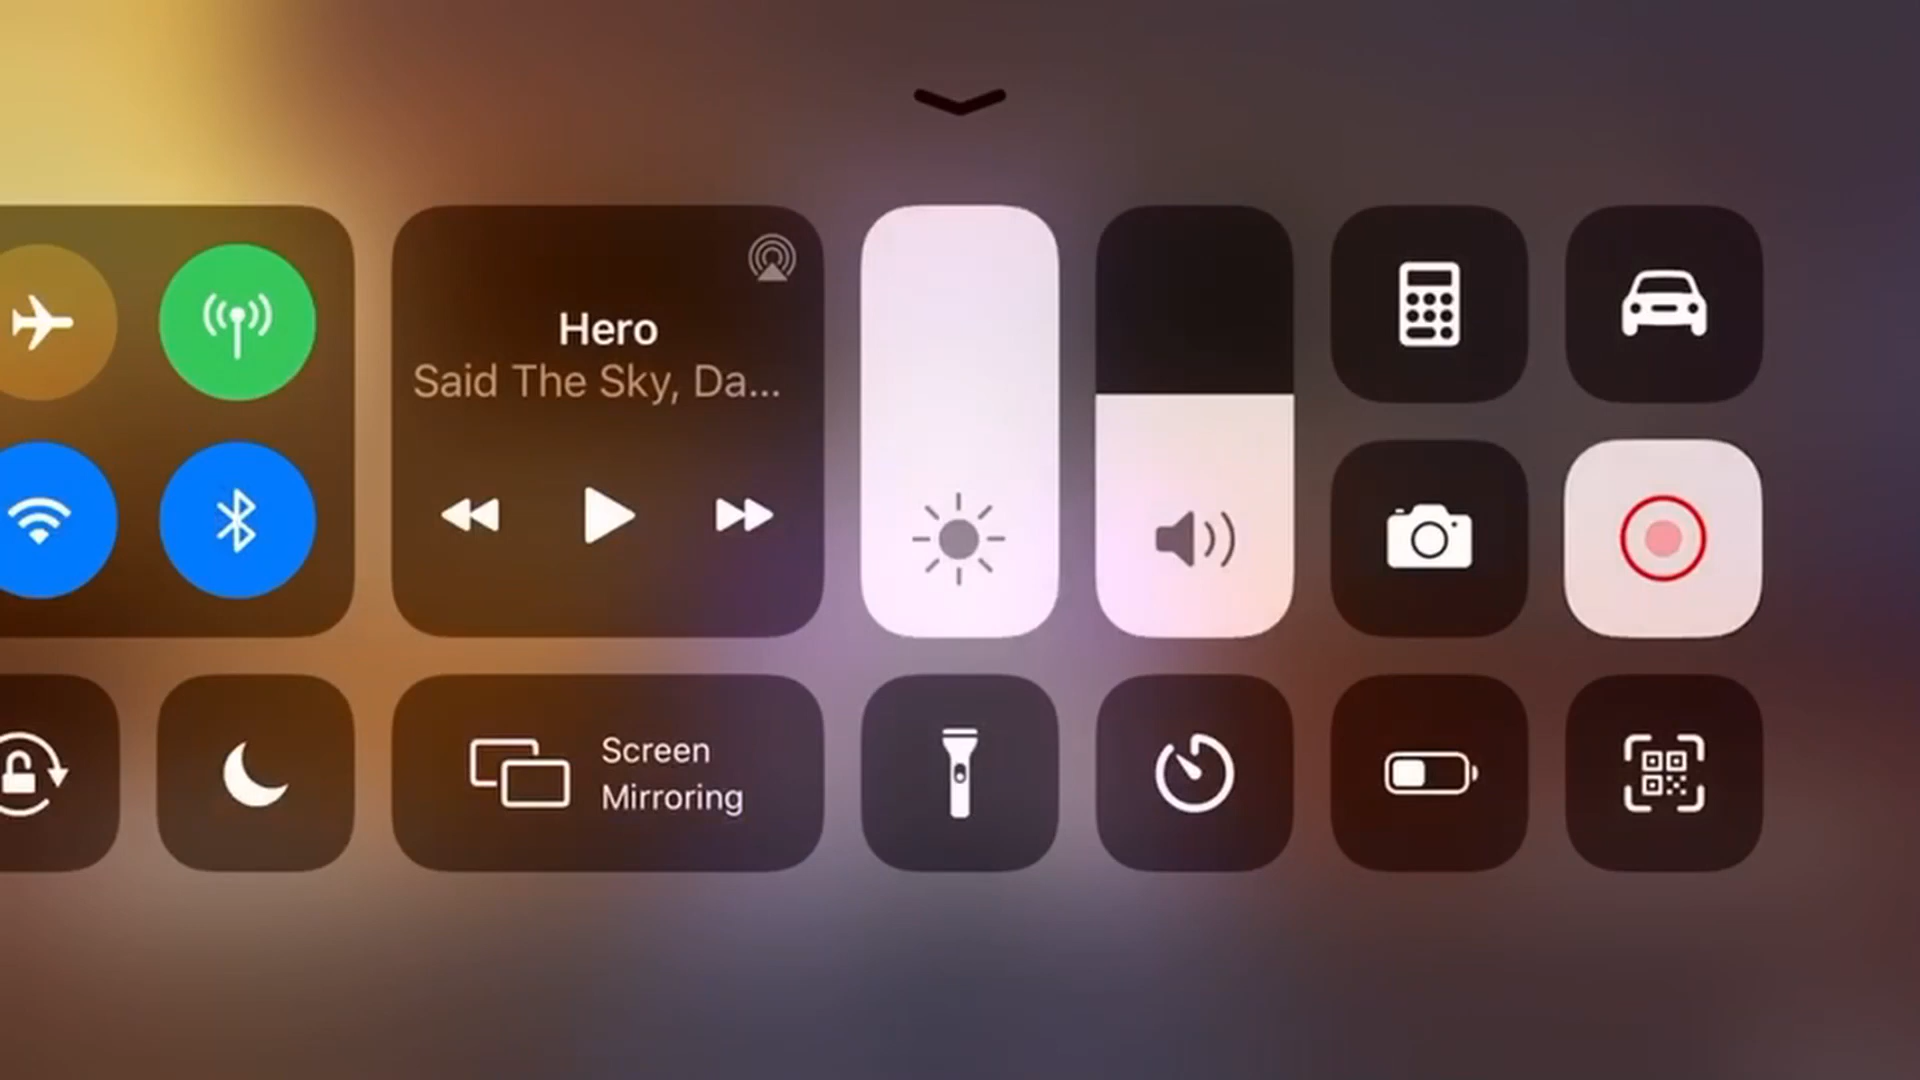 Hero
Said The Sky, Da...
Screen
Mirroring